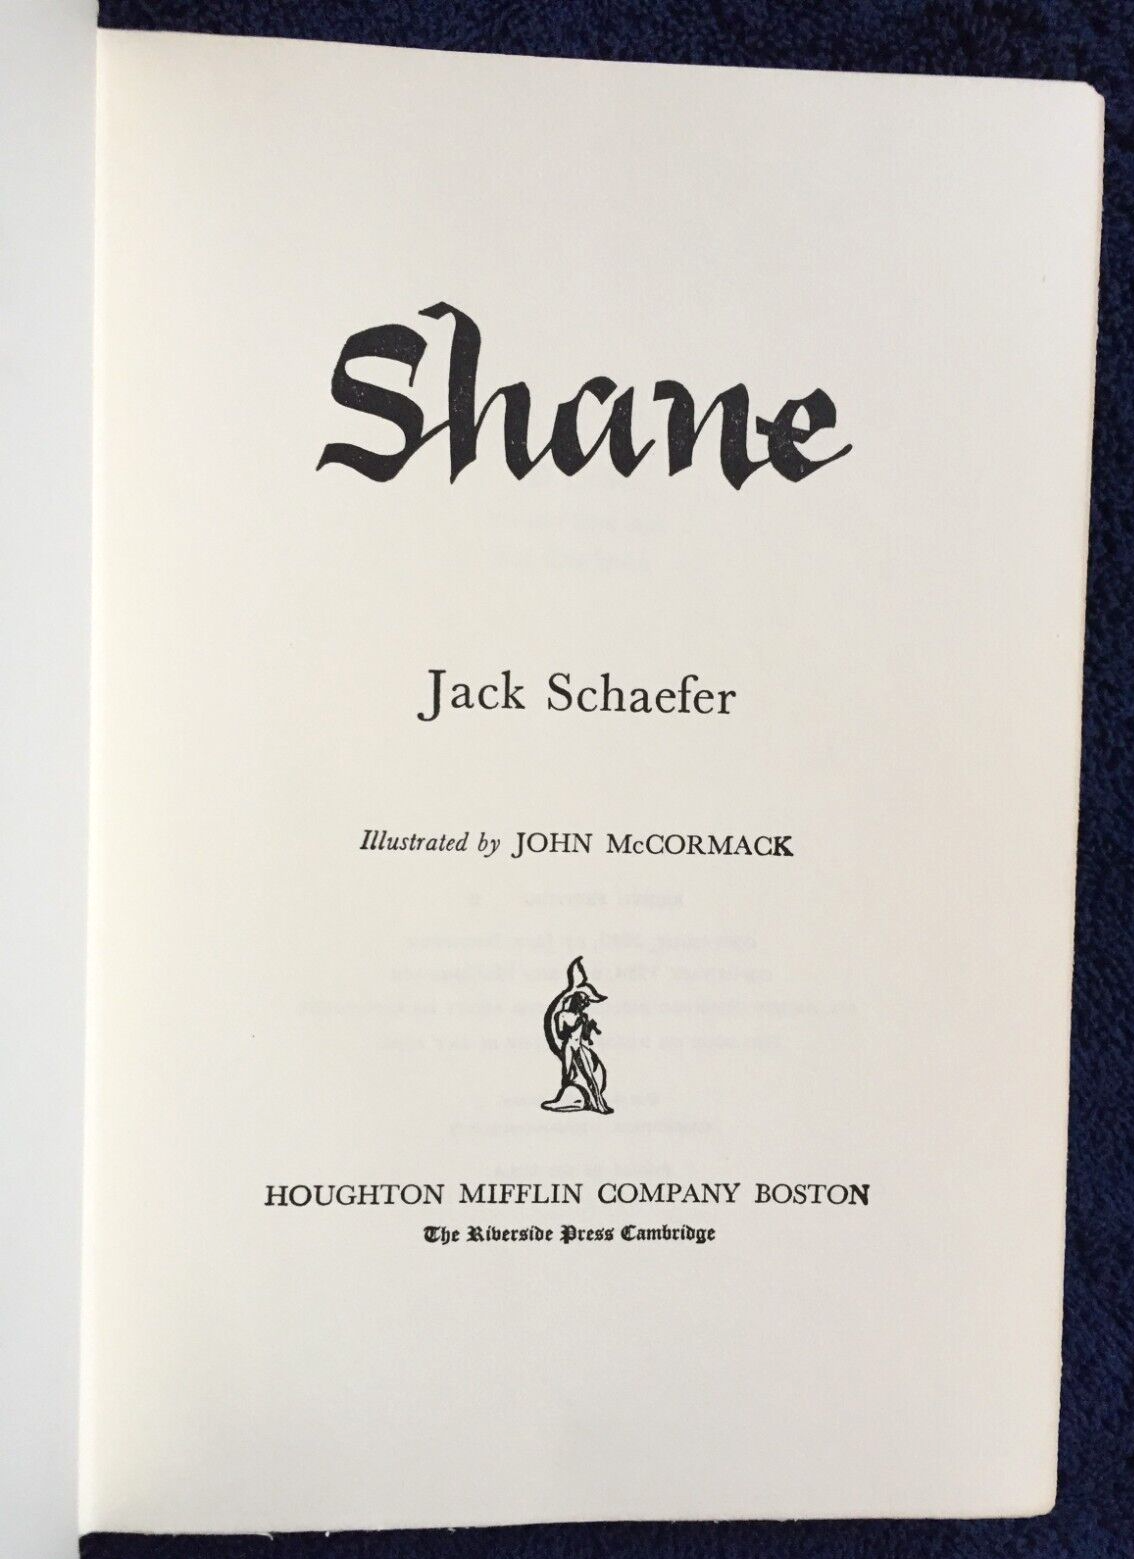 Shane
Jack Schaefer
Illustrated by JOHN McCORMACK
HOUGHTON MIFFLIN COMPANY BOSTON
The Riverside Press Cambridge